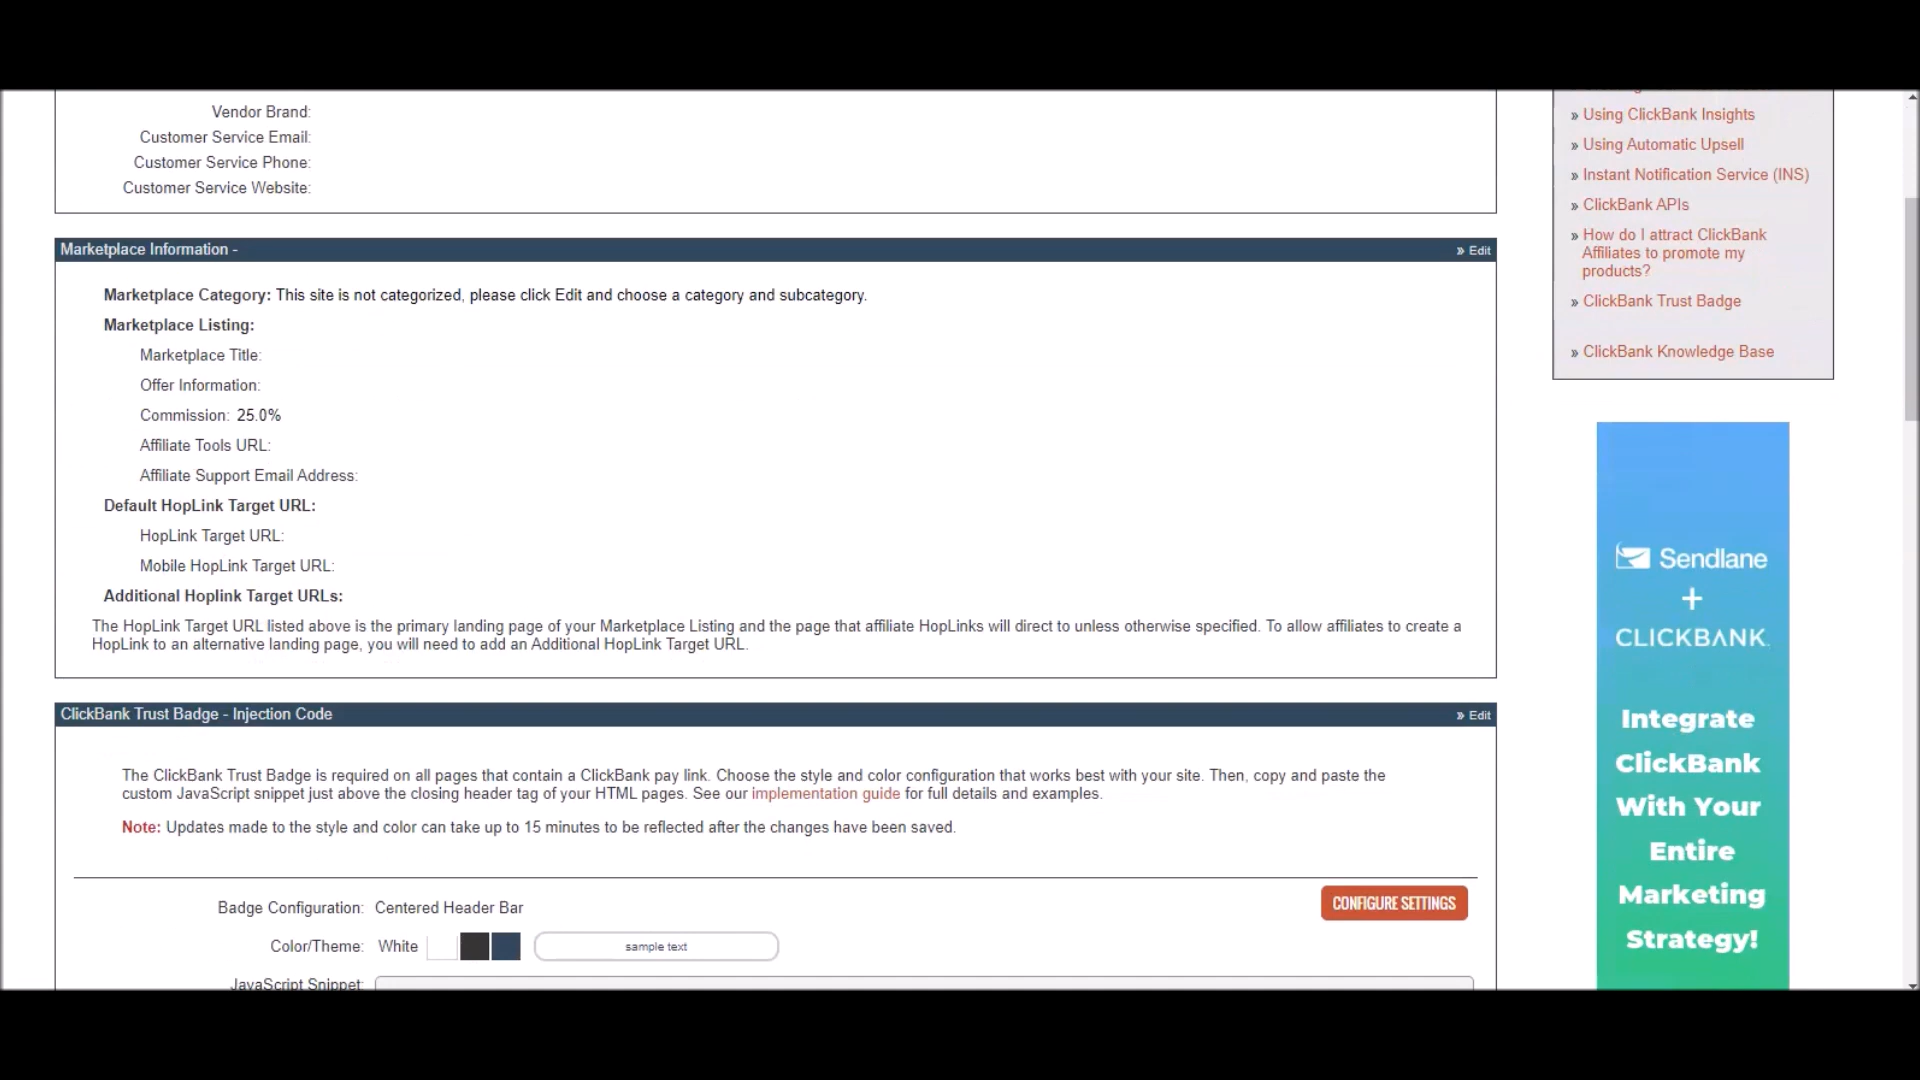 Vendor Brand:
Customer Service Email:
Customer Service Phone:
Customer Service Website:
Marketplace Information -
» Edit
Marketplace Category: This site is not categorized, please click Edit and choose a category and subcategory.
Marketplace Listing:
Marketplace Title:
Offer Information:
Commission: 25.0%
Affiliate Tools URL:
Affiliate Support Email Address:
Default HopLink Target URL:
HopLink Target URL:
Mobile HopLink Target URL:
Additional Hoplink Target URLs:
The HopLink Target URL listed above is the primary landing page of your Marketplace Listing and the page that affiliate HopLinks will direct to unless otherwise specified. To allow affiliates to create a
HopLink to an alternative landing page, you will need to add an Additional HopLink Target URL.
ClickBank Trust Badge - Injection Code
» Edit
The ClickBank Trust Badge is required on all pages that contain a ClickBank pay link. Choose the style and color configuration that works best with your site. Then, copy and paste the
custom JavaScript snippet just above the closing header tag of your HTML pages. See our implementation guide for full details and examples.
Note: Updates made to the style and color can take up to 15 minutes to be reflected after the changes have been saved.
Badge Configuration: Centered Header Bar
CONFIGURE SETTINGS
Color/Theme: White
sample text
JavaScript Snippet:
» Using ClickBank Insights
» Using Automatic Upsell
» Instant Notification Service (INS)
» ClickBank APIs
» How do I attract ClickBank
Affiliates to promote my
products?
» ClickBank Trust Badge
» ClickBank Knowledge Base
Sendlane
+
CLICKBANK.
Integrate
ClickBank
With Your
Entire
Marketing
Strategy!